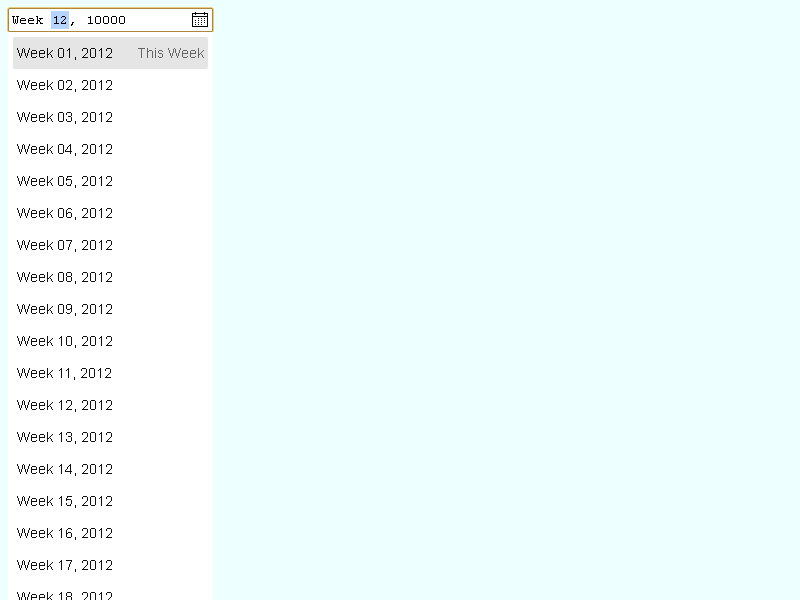 Week 12, 10000
Week 01, 2012 This Week
Week 02, 2012
Week 03, 2012
Week 04, 2012
Week 05, 2012
Week 06, 2012
Week 07, 2012
Week 08, 2012
Week 09, 2012
Week 10, 2012
Week 11, 2012
Week 12, 2012
Week 13, 2012
Week 14, 2012
Week 15, 2012
Week 16, 2012
Week 17, 2012
Week 18, 2012